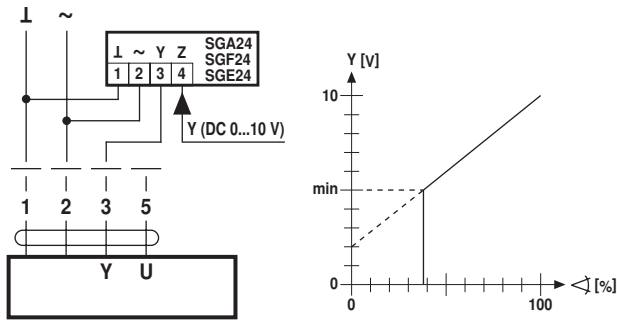 ⊥ ~
⊥ ~ Y Z
1 2 3 4
SGA24
SGF24
SGE24
Y (DC 0...10 V)
1 2 3 5
Y U
Y [V]
10
min
0
0 100
∢ [%]